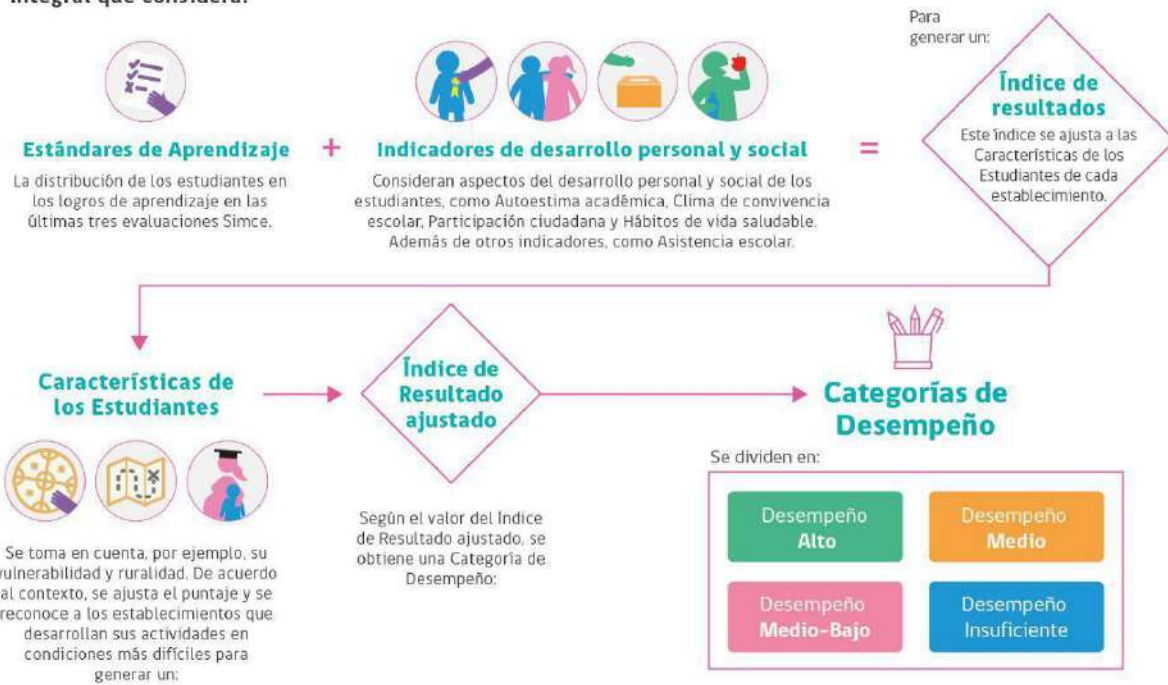 integral que considera:
Para
generar un:
Estándares de Aprendizaje
La distribución de los estudiantes en
los logros de aprendizaje en las
últimas tres evaluaciones Simce.
+
Indicadores de desarrollo personal y social
Consideran aspectos del desarrollo personal y social de los
estudiantes, como Autoestima académica, Clima de convivencia
escolar, Participación ciudadana y Hábitos de vida saludable.
Además de otros indicadores, como Asistencia escolar.
=
Índice de
resultados
Este índice se ajusta a las
Características de los
Estudiantes de cada
establecimiento.
Características de
los Estudiantes
Se toma en cuenta, por ejemplo, su
vulnerabilidad y ruralidad. De acuerdo
al contexto, se ajusta el puntaje y se
reconoce a los establecimientos que
desarrollan sus actividades en
condiciones más difíciles para
generar un:
Índice de
Resultado
ajustado
Según el valor del Índice
de Resultado ajustado, se
obtiene una Categoría de
Desempeño:
Categorías de
Desempeño
Se dividen en:
Desempeño
Alto
Desempeño
Medio
Desempeño
Medio-Bajo
Desempeño
Insuficiente